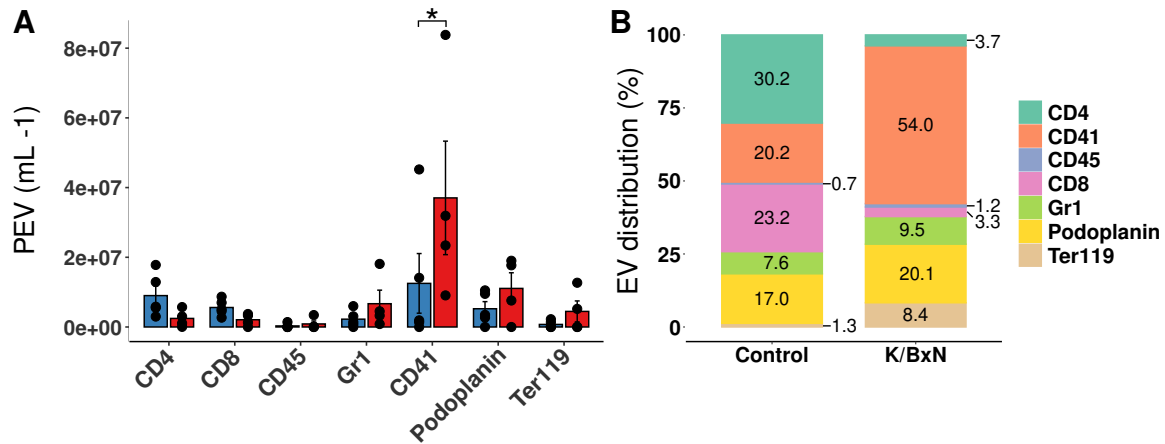 A
PEV (mL -1)
8e+07
6e+07
4e+07
2e+07
0e+00
*
CD4
CD8
CD45
Gr1
CD41
Podoplanin
Ter119
B
EV distribution (%)
100
75
50
25
0
30.2
20.2
0.7
23.2
7.6
17.0
1.3
3.7
54.0
1.2
3.3
9.5
20.1
8.4
Control
K/BxN
CD4
CD41
CD45
CD8
Gr1
Podoplanin
Ter119